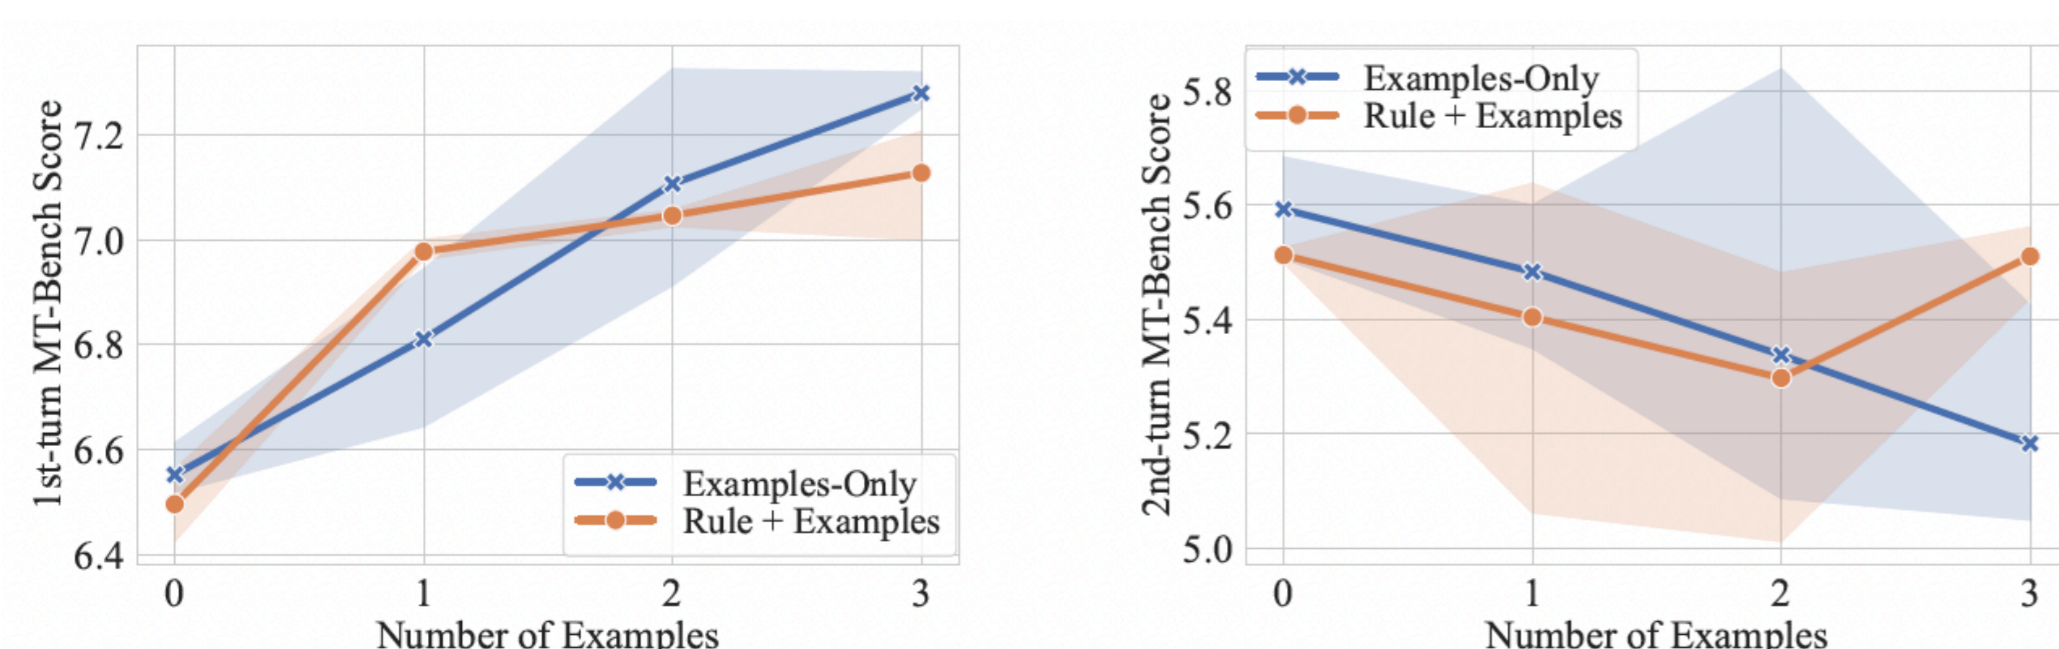 1st-turn MT-Bench Score
7.2
7.0
6.8
6.6
6.4
0 1 2 3
Number of Examples
Examples-Only
Rule + Examples
2nd-turn MT-Bench Score
5.8
5.6
5.4
5.2
5.0
0 1 2 3
Number of Examples
Examples-Only
Rule + Examples